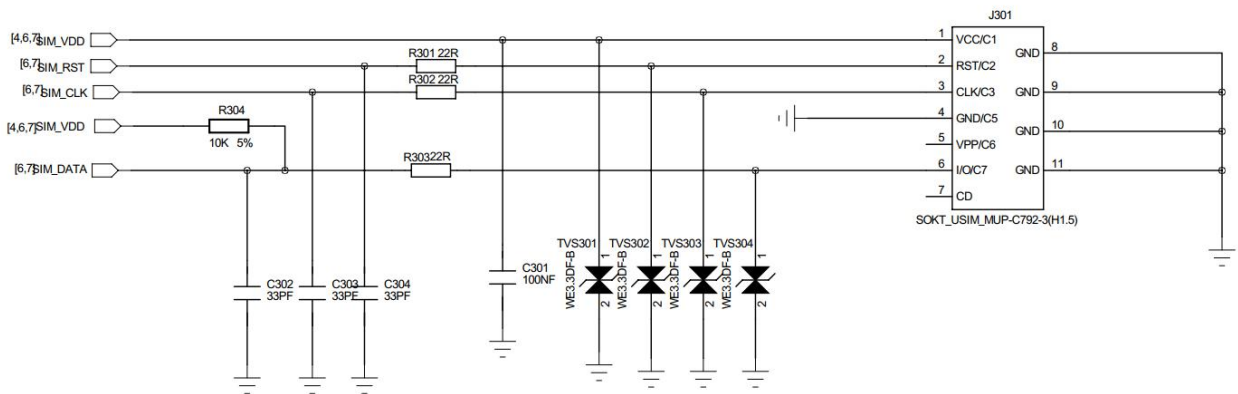 J301
[4,6,7] SIM_VDD
1 VCC/C1
GND 8
[6,7] SIM_RST
R301 22R
2 RST/C2
[6,7] SIM_CLK
R302 22R
3 CLK/C3
GND 9
R304
[4,6,7] SIM_VDD
10K 5%
4 GND/C5
GND 10
5 VPP/C6
[6,7] SIM_DATA
R303 22R
6 I/O/C7
GND 11
7 CD
SOKT_USIM_MUP-C792-3(H1.5)
C302
33PF
C303
33PF
C304
33PF
C301
100NF
TVS301
WE3.3DF-B
1
2
TVS302
WE3.3DF-B
1
2
TVS303
WE3.3DF-B
1
2
TVS304
WE3.3DF-B
1
2